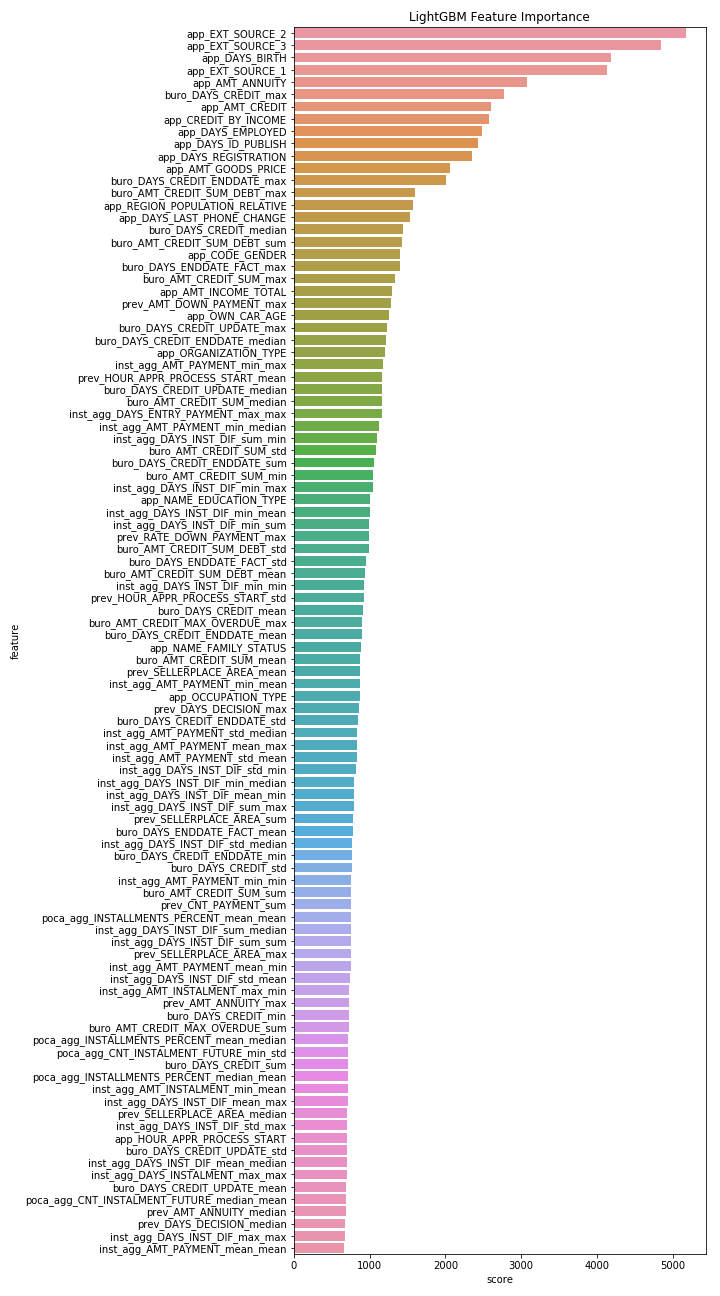 LightGBM Feature Importance
app_EXT_SOURCE_2
app_EXT_SOURCE_3
app_DAYS_BIRTH
app_EXT_SOURCE_1
app_AMT_ANNUITY
buro_DAYS_CREDIT_max
app_AMT_CREDIT
app_CREDIT_BY_INCOME
app_DAYS_EMPLOYED
app_DAYS_ID_PUBLISH
app_DAYS_REGISTRATION
app_AMT_GOODS_PRICE
buro_DAYS_CREDIT_ENDDATE_max
buro_AMT_CREDIT_SUM_DEBT_max
app_REGION_POPULATION_RELATIVE
app_DAYS_LAST_PHONE_CHANGE
buro_DAYS_CREDIT_median
buro_AMT_CREDIT_SUM_DEBT_sum
app_CODE_GENDER
buro_DAYS_ENDDATE_FACT_max
buro_AMT_CREDIT_SUM_max
app_AMT_INCOME_TOTAL
prev_AMT_DOWN_PAYMENT_max
app_OWN_CAR_AGE
buro_DAYS_CREDIT_UPDATE_max
buro_DAYS_CREDIT_ENDDATE_median
app_ORGANIZATION_TYPE
inst_agg_AMT_PAYMENT_min_max
prev_HOUR_APPR_PROCESS_START_mean
buro_DAYS_CREDIT_UPDATE_median
buro_AMT_CREDIT_SUM_median
inst_agg_DAYS_ENTRY_PAYMENT_max_max
inst_agg_AMT_PAYMENT_min_median
inst_agg_DAYS_INST_DIF_sum_min
buro_AMT_CREDIT_SUM_std
buro_DAYS_CREDIT_ENDDATE_sum
buro_AMT_CREDIT_SUM_min
inst_agg_DAYS_INST_DIF_min_max
app_NAME_EDUCATION_TYPE
inst_agg_DAYS_INST_DIF_min_mean
inst_agg_DAYS_INST_DIF_min_sum
prev_RATE_DOWN_PAYMENT_max
buro_AMT_CREDIT_SUM_DEBT_std
buro_DAYS_ENDDATE_FACT_std
buro_AMT_CREDIT_SUM_DEBT_mean
inst_agg_DAYS_INST_DIF_min_min
prev_HOUR_APPR_PROCESS_START_std
buro_DAYS_CREDIT_mean
buro_AMT_CREDIT_MAX_OVERDUE_max
buro_DAYS_CREDIT_ENDDATE_mean
app_NAME_FAMILY_STATUS
buro_AMT_CREDIT_SUM_mean
prev_SELLERPLACE_AREA_mean
inst_agg_AMT_PAYMENT_min_mean
app_OCCUPATION_TYPE
prev_DAYS_DECISION_max
buro_DAYS_CREDIT_ENDDATE_std
inst_agg_AMT_PAYMENT_std_median
inst_agg_AMT_PAYMENT_mean_max
inst_agg_AMT_PAYMENT_std_mean
inst_agg_DAYS_INST_DIF_std_min
inst_agg_DAYS_INST_DIF_min_median
inst_agg_DAYS_INST_DIF_mean_min
inst_agg_DAYS_INST_DIF_sum_max
prev_SELLERPLACE_AREA_sum
buro_DAYS_ENDDATE_FACT_mean
inst_agg_DAYS_INST_DIF_std_median
buro_DAYS_CREDIT_ENDDATE_min
buro_DAYS_CREDIT_std
inst_agg_AMT_PAYMENT_min_min
buro_AMT_CREDIT_SUM_sum
prev_CNT_PAYMENT_sum
poca_agg_INSTALLMENTS_PERCENT_mean_mean
inst_agg_DAYS_INST_DIF_sum_median
inst_agg_DAYS_INST_DIF_sum_sum
prev_SELLERPLACE_AREA_max
inst_agg_AMT_PAYMENT_mean_min
inst_agg_DAYS_INST_DIF_std_mean
inst_agg_AMT_INSTALMENT_max_min
prev_AMT_ANNUITY_max
buro_DAYS_CREDIT_min
buro_AMT_CREDIT_MAX_OVERDUE_sum
poca_agg_INSTALLMENTS_PERCENT_mean_median
poca_agg_CNT_INSTALMENT_FUTURE_min_std
buro_DAYS_CREDIT_sum
poca_agg_INSTALLMENTS_PERCENT_median_mean
inst_agg_AMT_INSTALMENT_min_mean
inst_agg_DAYS_INST_DIF_mean_max
prev_SELLERPLACE_AREA_median
inst_agg_DAYS_INST_DIF_std_max
app_HOUR_APPR_PROCESS_START
buro_DAYS_CREDIT_UPDATE_std
inst_agg_DAYS_INST_DIF_mean_median
inst_agg_DAYS_INSTALMENT_max_max
buro_DAYS_CREDIT_UPDATE_mean
poca_agg_CNT_INSTALMENT_FUTURE_median_mean
prev_AMT_ANNUITY_median
prev_DAYS_DECISION_median
inst_agg_DAYS_INST_DIF_max_max
inst_agg_AMT_PAYMENT_mean_mean
feature
0 1000 2000 3000 4000 5000
score